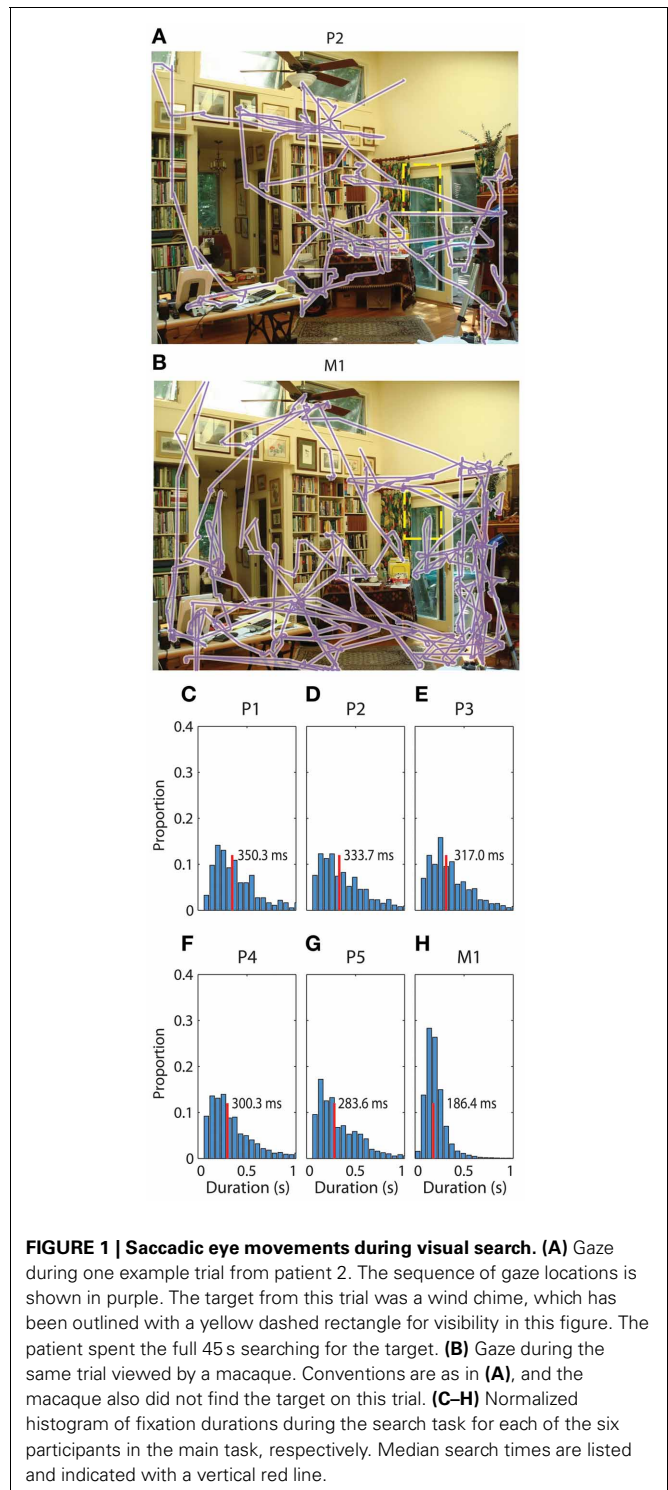 A
P2
B
M1
C
P1
D
P2
E
P3
0.4
0.3
0.2
0.1
0
Proportion
350.3 ms
333.7 ms
317.0 ms
F
P4
G
P5
H
M1
0.4
0.3
0.2
0.1
0
Proportion
300.3 ms
283.6 ms
186.4 ms
0 0.5 1
0 0.5 1
0 0.5 1
Duration (s)
Duration (s)
Duration (s)
FIGURE 1 | Saccadic eye movements during visual search. (A) Gaze
during one example trial from patient 2. The sequence of gaze locations is
shown in purple. The target from this trial was a wind chime, which has
been outlined with a yellow dashed rectangle for visibility in this figure. The
patient spent the full 45 s searching for the target. (B) Gaze during the
same trial viewed by a macaque. Conventions are as in (A), and the
macaque also did not find the target on this trial. (C–H) Normalized
histogram of fixation durations during the search task for each of the six
participants in the main task, respectively. Median search times are listed
and indicated with a vertical red line.